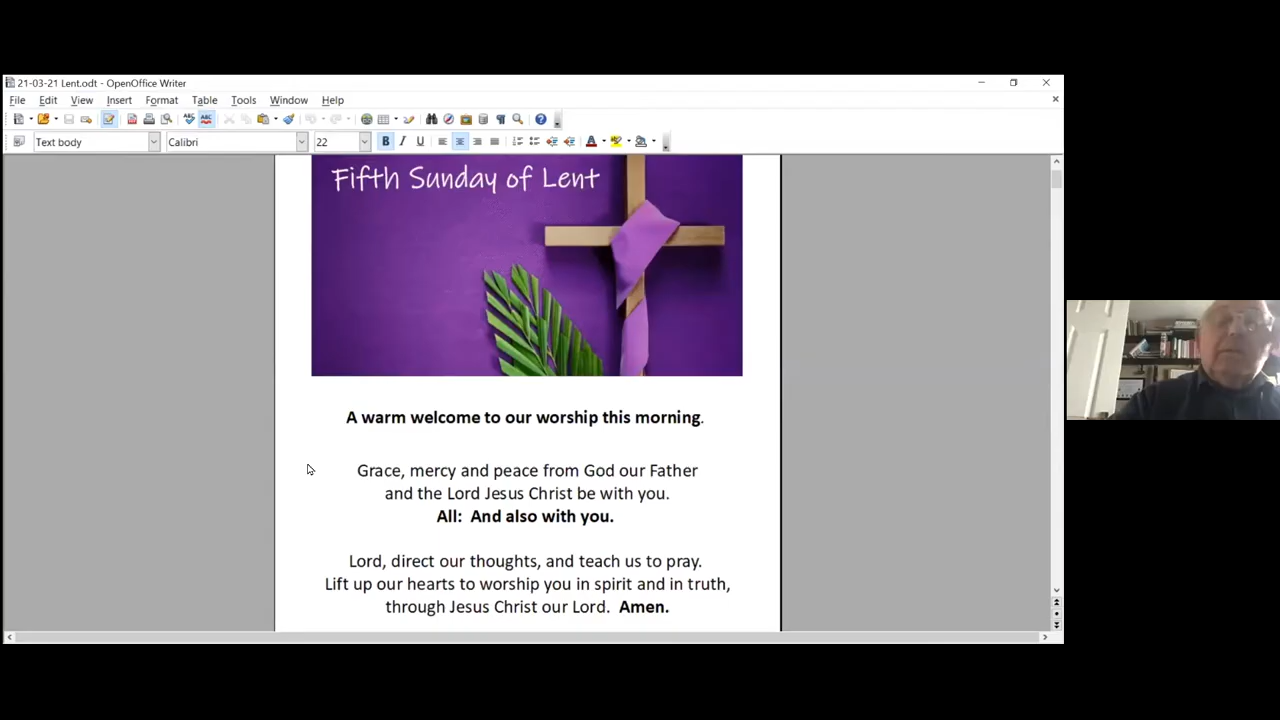 21-03-21 Lent.odt - OpenOffice Writer
File Edit View Insert Format Table Tools Window Help
Text body Calibri 22 B I U
Fifth Sunday of Lent
A warm welcome to our worship this morning.
Grace, mercy and peace from God our Father
and the Lord Jesus Christ be with you.
All: And also with you.
Lord, direct our thoughts, and teach us to pray.
Lift up our hearts to worship you in spirit and in truth,
through Jesus Christ our Lord. Amen.